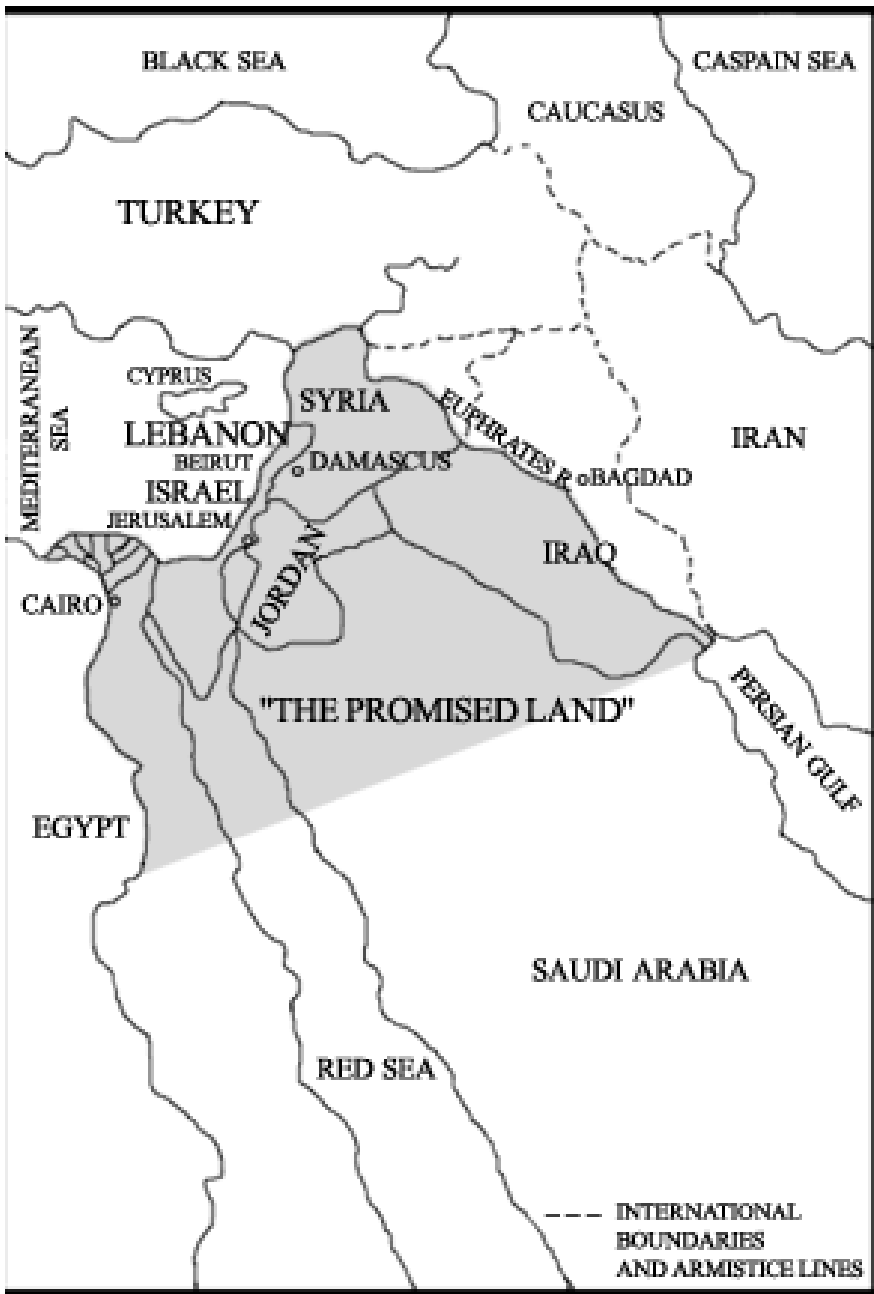 BLACK SEA
CASPAIN SEA
CAUCASUS
TURKEY
MEDITERRANEAN
SEA
CYPRUS
SYRIA
LEBANON
EUPHRATES R
IRAN
BEIRUT
DAMASCUS
BAGDAD
ISRAEL
JERUSALEM
IRAQ
JORDAN
CAIRO
"THE PROMISED LAND"
PERSIAN GULF
EGYPT
SAUDI ARABIA
RED SEA
INTERNATIONAL
BOUNDARIES
AND ARMISTICE LINES